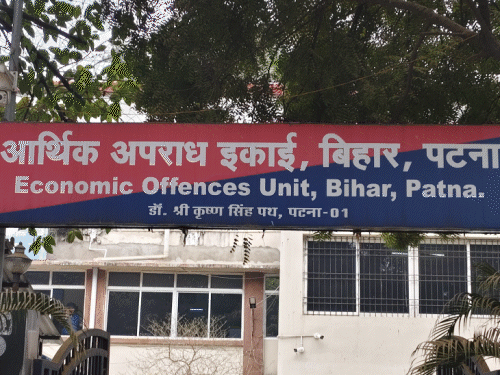 आर्थिक अपराध इकाई, बिहार, पटना
Economic Offences Unit, Bihar, Patna.
डॉ. श्री कृष्ण सिंह पथ, पटना-01